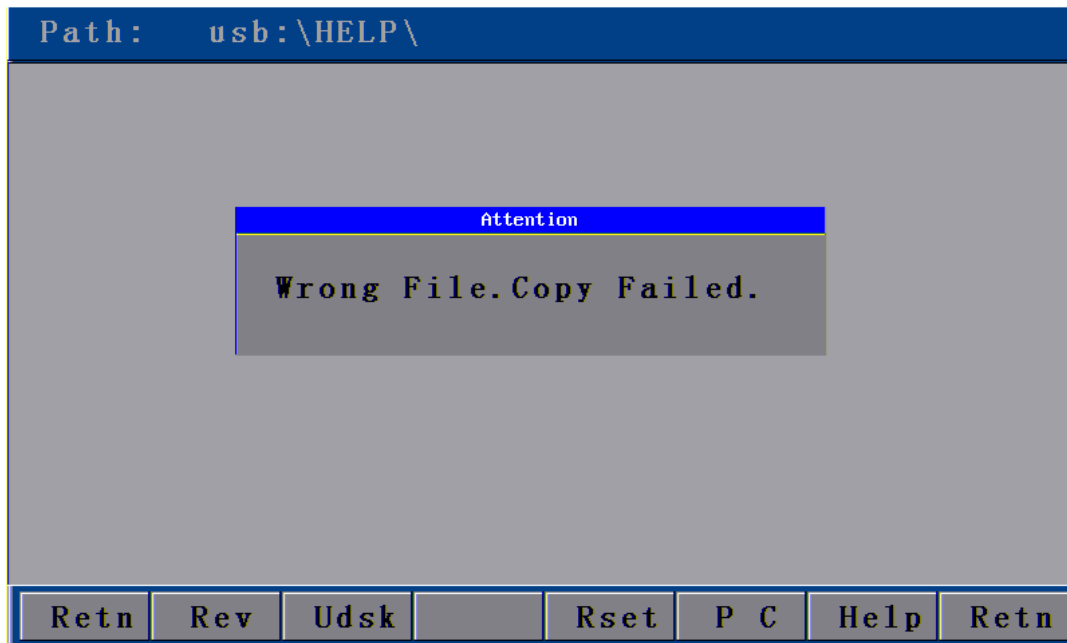 Path: usb:\HELP\
Attention
Wrong File.Copy Failed.
Retn Rev Udsk Rset P C Help Retn